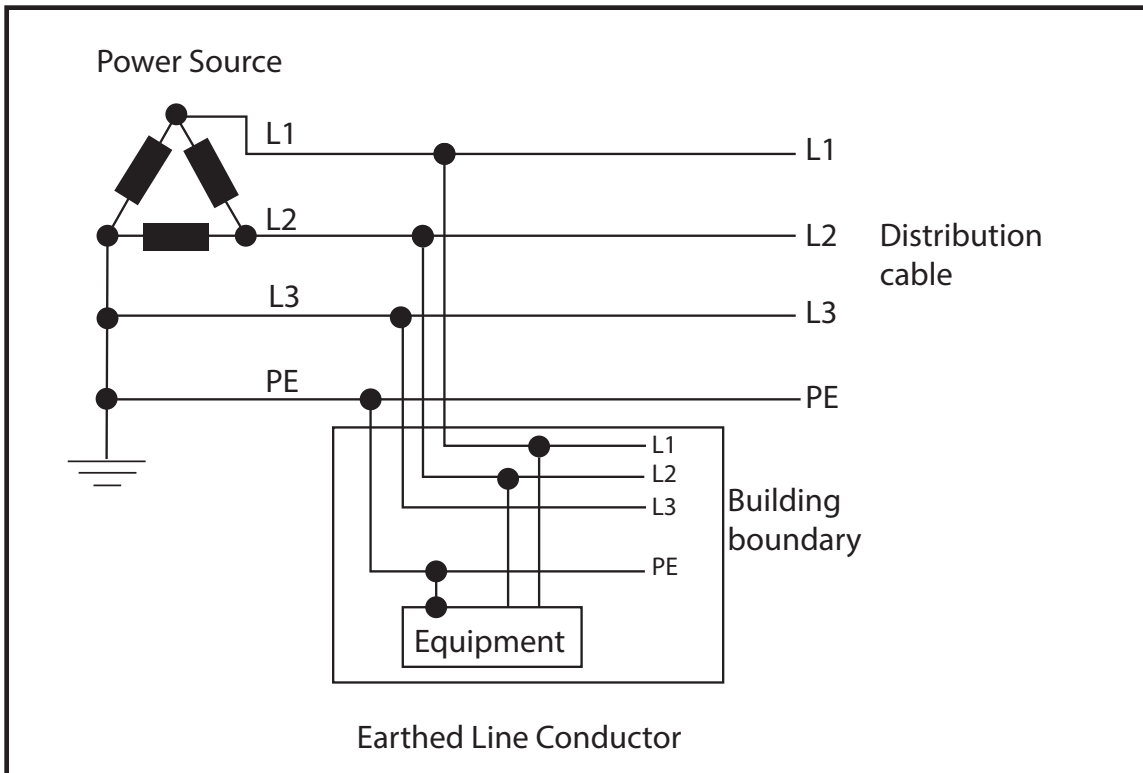 Power Source
L1
L1
L2
L2
Distribution
cable
L3
L3
PE
PE
L1
L2
L3
Building
boundary
PE
Equipment
Earthed Line Conductor